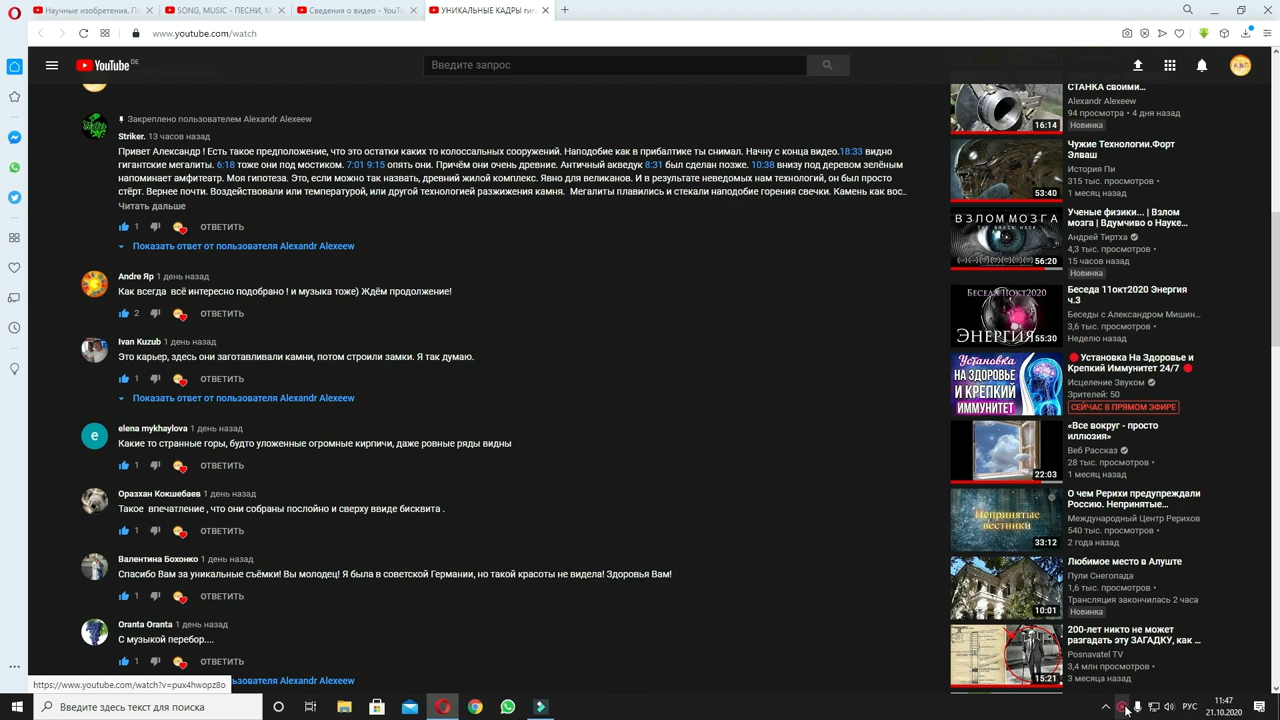 Научные изобретения. По
SONG, MUSIC - ПЕСНИ, М
Сведения о видео - YouTu
УНИКАЛЬНЫЕ КАДРЫ гиг
www.youtube.com/watch
YouTube DE
Введите запрос
Закреплено пользователем Alexandr Alexeew
Striker. 13 часов назад
Привет Александр ! Есть такое предположение, что это остатки каких то колоссальных сооружений. Наподобие как в прибалтике ты снимал. Начну с конца видео.18:33 видно
гигантские мегалиты. 6:18 тоже они под мостиком. 7:01 9:15 опять они. Причём они очень древние. Античный акведук 8:31 был сделан позже. 10:38 внизу под деревом зелёным
напоминает амфитеатр. Моя гипотеза. Это, если можно так назвать, древний жилой комплекс. Явно для великанов. И в результате неведомых нам технологий, он был просто
стёрт. Вернее почти. Воздействовали или температурой, или другой технологией разжижения камня. Мегалиты плавились и стекали наподобие горения свечки. Камень как вос..
Читать дальше
1 ОТВЕТИТЬ
Показать ответ от пользователя Alexandr Alexeew
Andre Яр 1 день назад
Как всегда всё интересно подобрано ! и музыка тоже) Ждём продолжение!
2 ОТВЕТИТЬ
Ivan Kuzub 1 день назад
Это карьер, здесь они заготавливали камни, потом строили замки. Я так думаю.
1 ОТВЕТИТЬ
Показать ответ от пользователя Alexandr Alexeew
e
elena mykhaylova 1 день назад
Какие то странные горы, будто уложенные огромные кирпичи, даже ровные ряды видны
1 ОТВЕТИТЬ
Оразхан Кокшебаев 1 день назад
Такое впечатление , что они собраны послойно и сверху ввиде бисквита .
1 ОТВЕТИТЬ
Валентина Бохонко 1 день назад
Спасибо Вам за уникальные съёмки! Вы молодец! Я была в советской Германии, но такой красоты не видела! Здоровья Вам!
1 ОТВЕТИТЬ
Oranta Oranta 1 день назад
С музыкой перебор....
1 ОТВЕТИТЬ
https://www.youtube.com/watch?v=pux4hwopz8o
ьзователя Alexandr Alexeew
СТАНКА своими…
Alexandr Alexeew
94 просмотра • 4 дня назад
Новинка
16:14
Чужие Технологии.Форт
Элваш
История Пи
315 тыс. просмотров •
1 месяц назад
53:40
ВЗЛОМ МОЗГА
THE BRAIN HACK
56:20
Ученые физики... | Взлом
мозга | Вдумчиво о Науке…
Андрей Тиртха
4,3 тыс. просмотров •
15 часов назад
Новинка
БЕСЕДА 11ОКТ2020
ЭНЕРГИЯ
55:30
Беседа 11окт2020 Энергия
ч.3
Беседы с Александром Мишин…
3,6 тыс. просмотров •
Неделю назад
Установка
НА ЗДОРОВЬЕ
И КРЕПКИЙ
ИММУНИТЕТ
Установка На Здоровье и
Крепкий Иммунитет 24/7
Исцеление Звуком
Зрителей: 50
СЕЙЧАС В ПРЯМОМ ЭФИРЕ
22:03
«Все вокруг - просто
иллюзия»
Веб Рассказ
28 тыс. просмотров •
1 месяц назад
Непринятые
вестники
33:12
О чем Рерихи предупреждали
Россию. Непринятые…
Международный Центр Рерихов
540 тыс. просмотров •
2 года назад
10:01
Любимое место в Алуште
Пули Снегопада
1,6 тыс. просмотров •
Трансляция закончилась 2 часа
Новинка
15:21
200-лет никто не может
разгадать эту ЗАГАДКУ, как …
Posnavatel TV
3,4 млн просмотров •
3 месяца назад
Введите здесь текст для поиска
РУС
11:47
21.10.2020